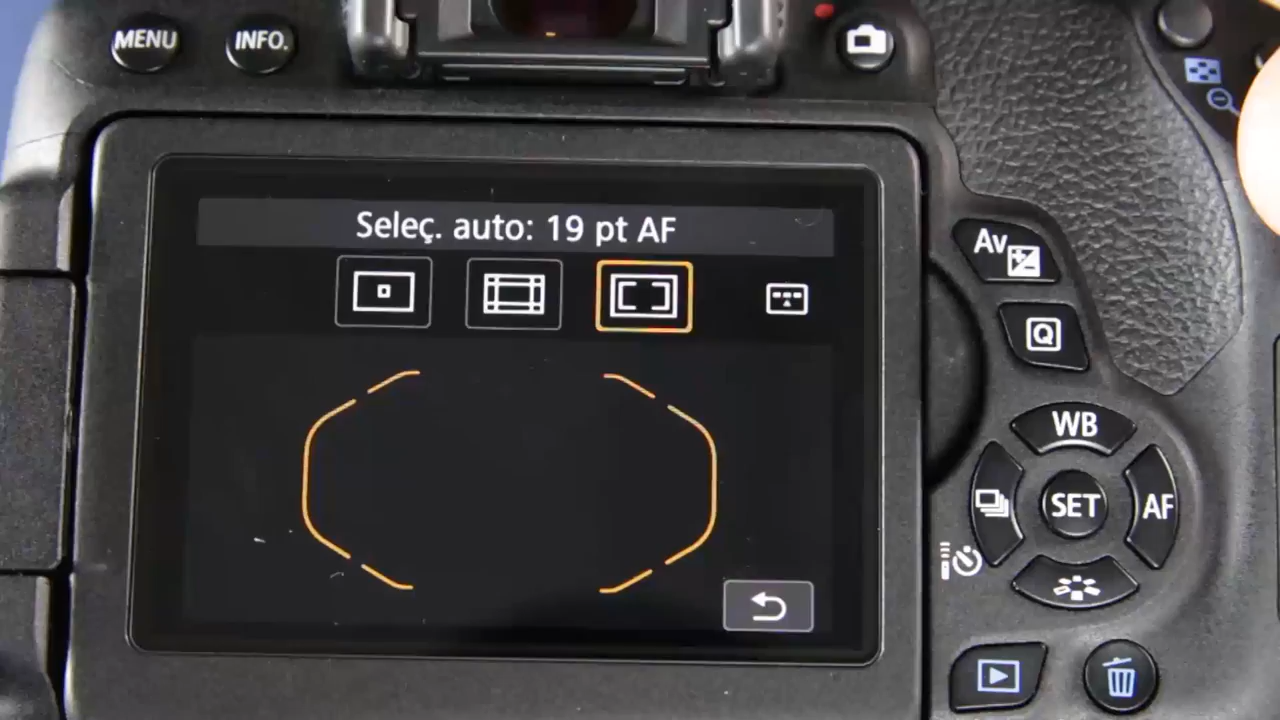 MENU
INFO.
Seleç. auto: 19 pt AF
Av
Q
WB
SET
AF